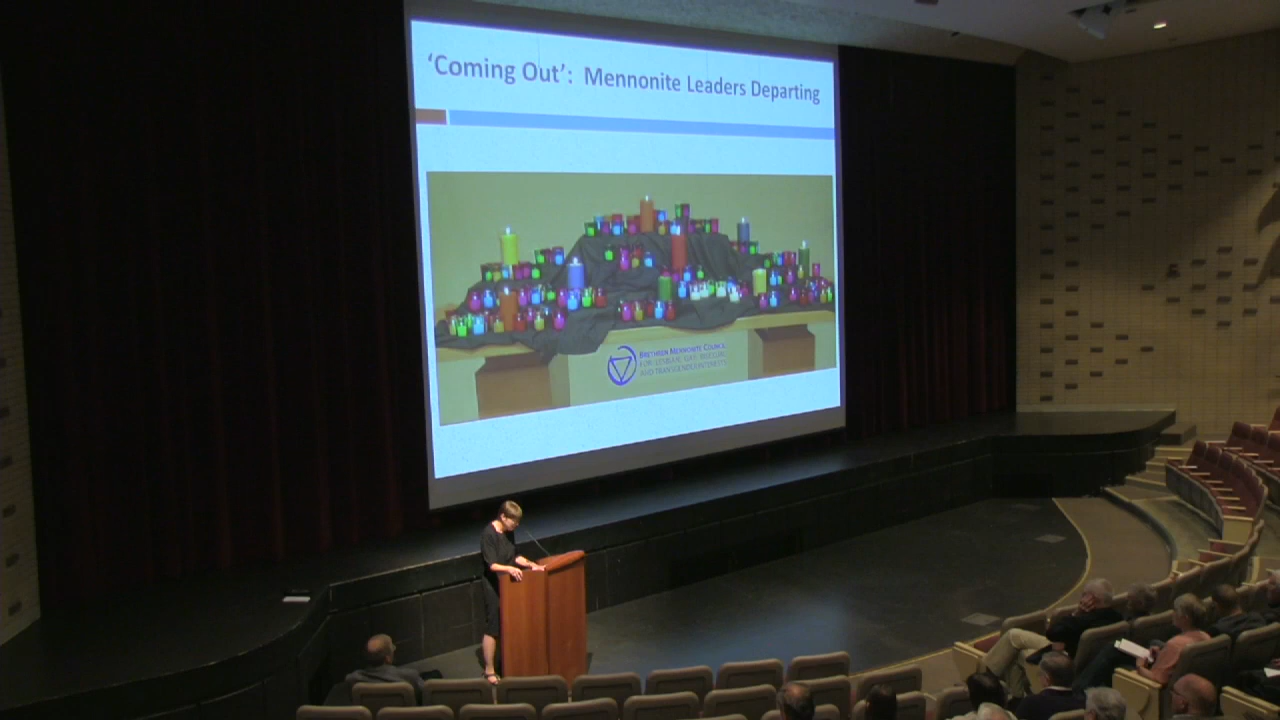 ‘Coming Out’: Mennonite Leaders Departing
Brethren Mennonite Council
for Lesbian, Gay, Bisexual
and Transgender Interests